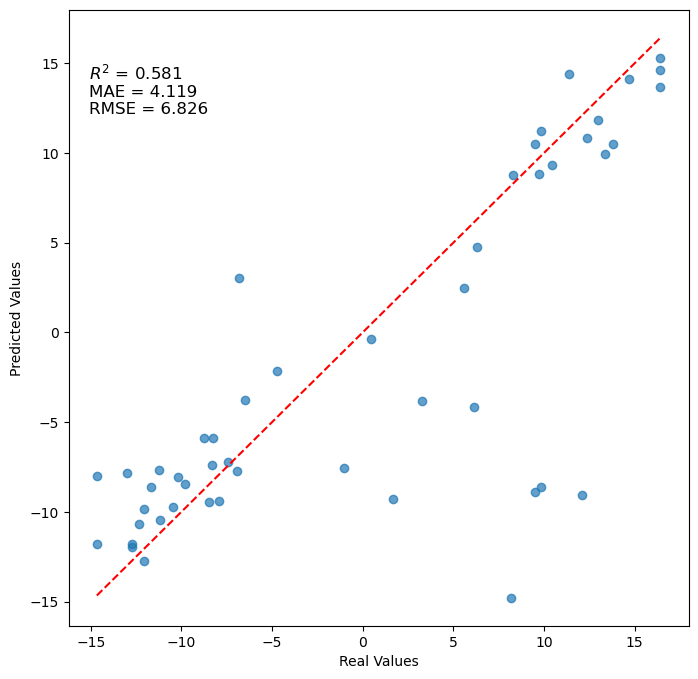 R² = 0.581
MAE = 4.119
RMSE = 6.826
15
10
5
0
−5
−10
−15
Predicted Values
−15
−10
−5
0
5
10
15
Real Values